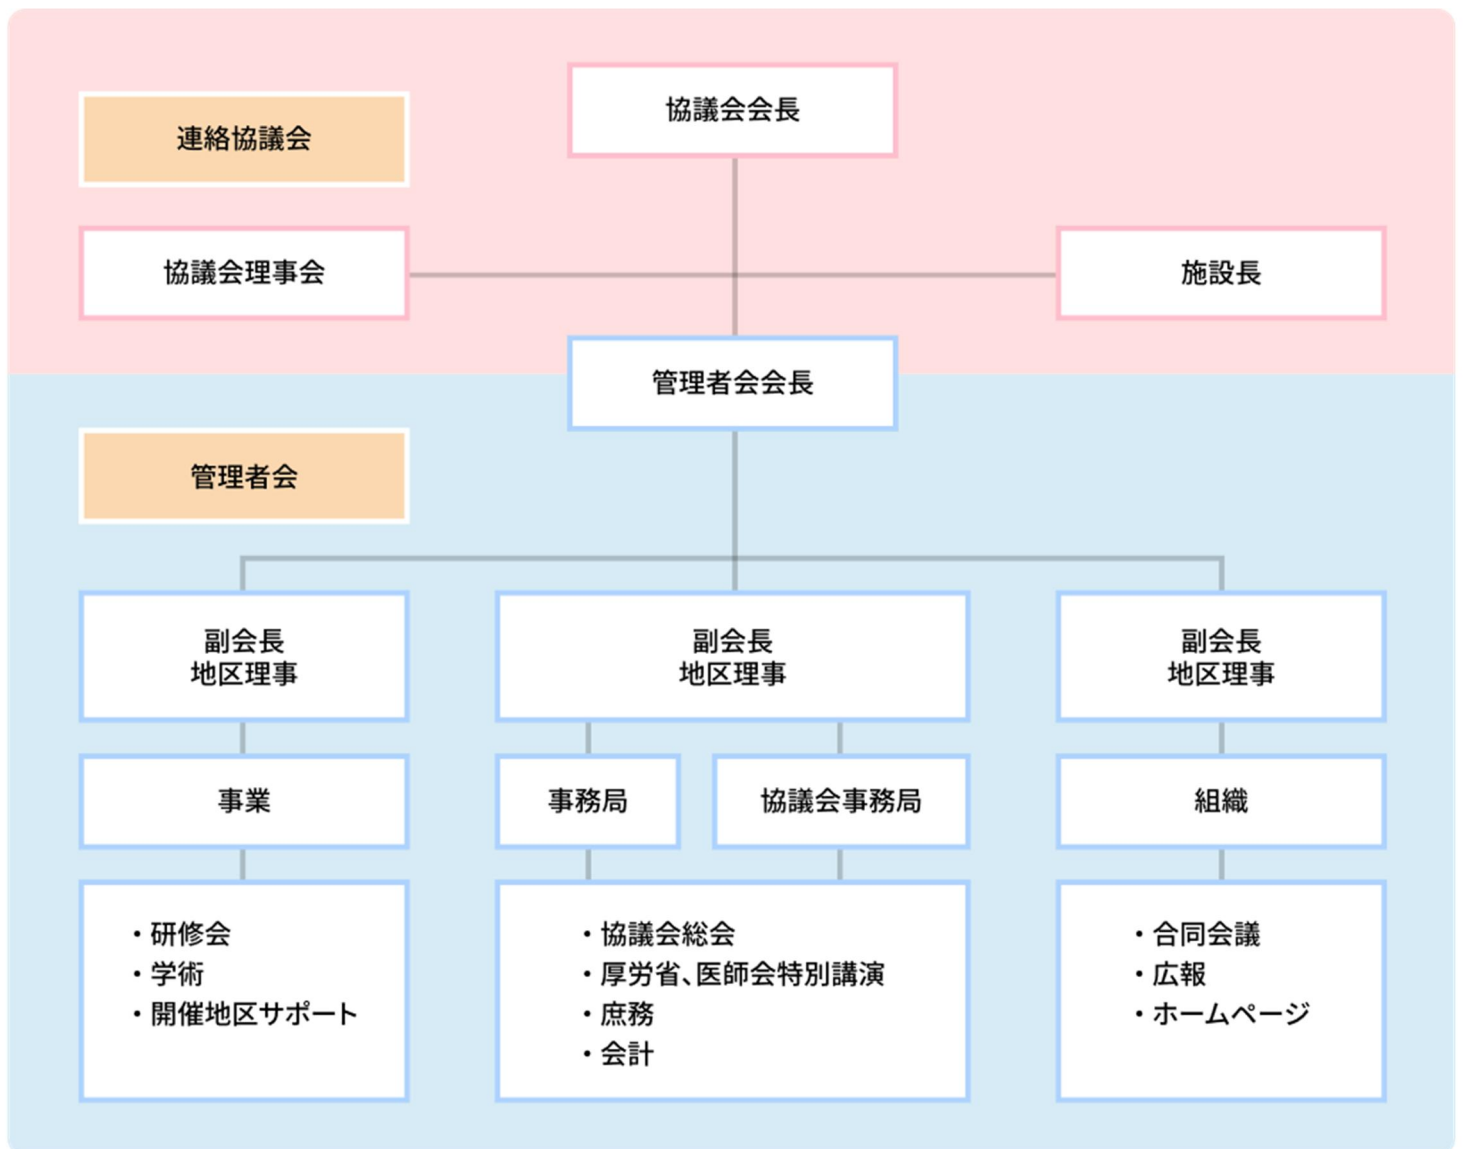 協議会会長
連絡協議会
協議会理事会
施設長
管理者会会長
管理者会
副会長
地区理事
副会長
地区理事
副会長
地区理事
事業
事務局
協議会事務局
組織
・研修会
・学術
・開催地区サポート
・協議会総会
・厚労省、医師会特別講演
・庶務
・会計
・合同会議
・広報
・ホームページ